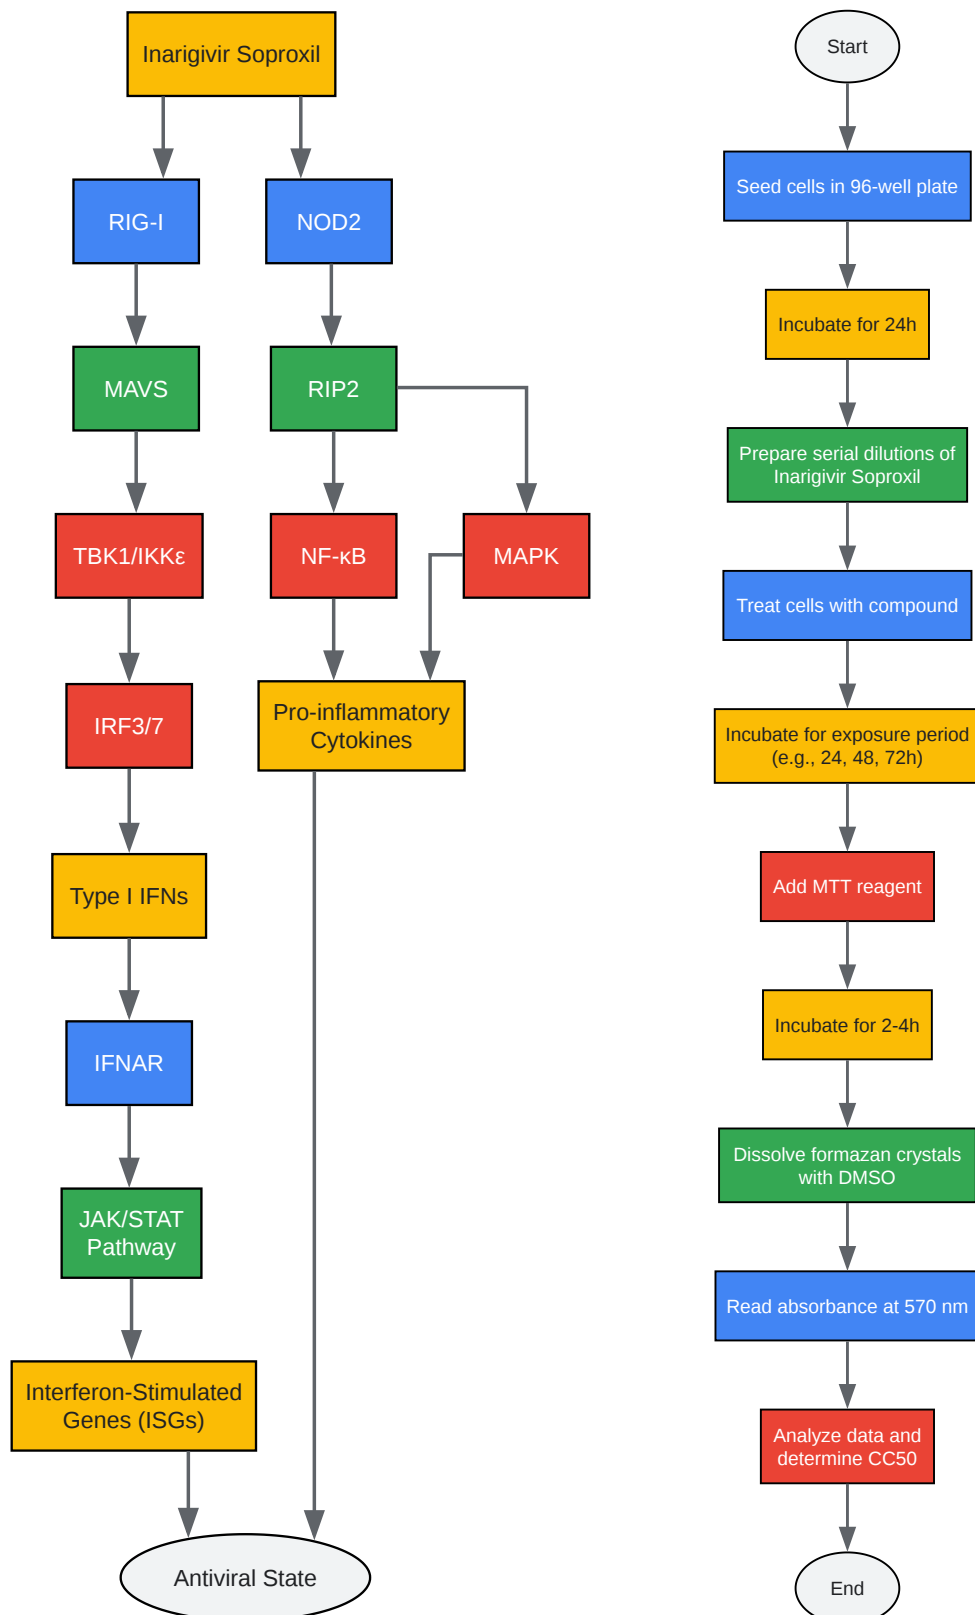 Inarigivir Soproxil
RIG-I
NOD2
MAVS
RIP2
TBK1/IKKε
NF-κB
MAPK
IRF3/7
Pro-inflammatory
Cytokines
Type I IFNs
IFNAR
JAK/STAT
Pathway
Interferon-Stimulated
Genes (ISGs)
Antiviral State
Start
Seed cells in 96-well plate
Incubate for 24h
Prepare serial dilutions of
Inarigivir Soproxil
Treat cells with compound
Incubate for exposure period
(e.g., 24, 48, 72h)
Add MTT reagent
Incubate for 2-4h
Dissolve formazan crystals
with DMSO
Read absorbance at 570 nm
Analyze data and
determine CC50
End